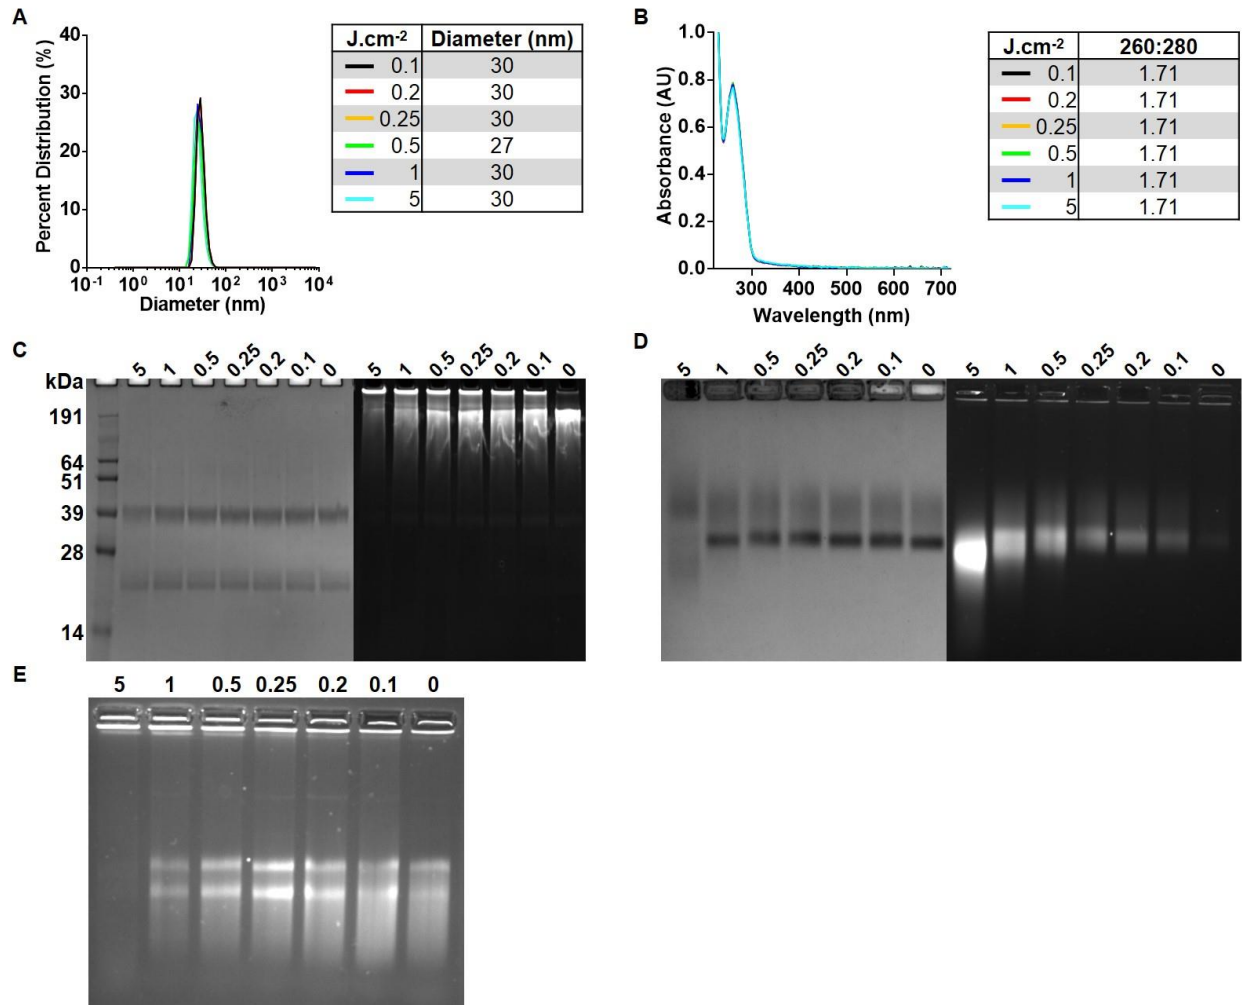 A
Percent Distribution (%)
40
30
20
10
0
10-1 100 101 102 103 104
Diameter (nm)
J.cm-2 Diameter (nm)
0.1 30
0.2 30
0.25 30
0.5 27
1 30
5 30
B
Absorbance (AU)
1.0
0.8
0.6
0.4
0.2
0.0
300 400 500 600 700
Wavelength (nm)
J.cm-2 260:280
0.1 1.71
0.2 1.71
0.25 1.71
0.5 1.71
1 1.71
5 1.71
C
5 1 0.5 0.25 0.2 0.1 0 5 1 0.5 0.25 0.2 0.1 0
kDa
191
64
51
39
28
14
D
5 1 0.5 0.25 0.2 0.1 0 5 1 0.5 0.25 0.2 0.1 0
E
5 1 0.5 0.25 0.2 0.1 0